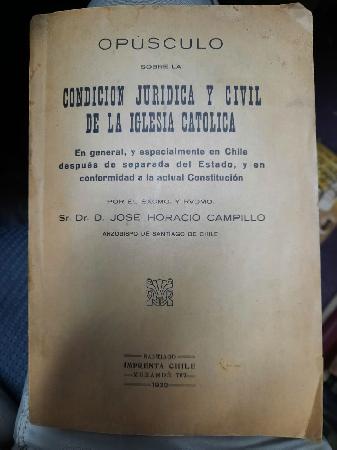 OPÚSCULO
SOBRE LA
CONDICION JURIDICA Y CIVIL
DE LA IGLESIA CATOLICA
En general, y especialmente en Chile
después de separada del Estado, y en
conformidad a la actual Constitución
POR EL EXCMO. Y RVDMO.
Sr. Dr. D. JOSE HORACIO CAMPILLO
ARZOBISPO DE SANTIAGO DE CHILE
SANTIAGO
IMPRENTA CHILE
MORANDÉ 767